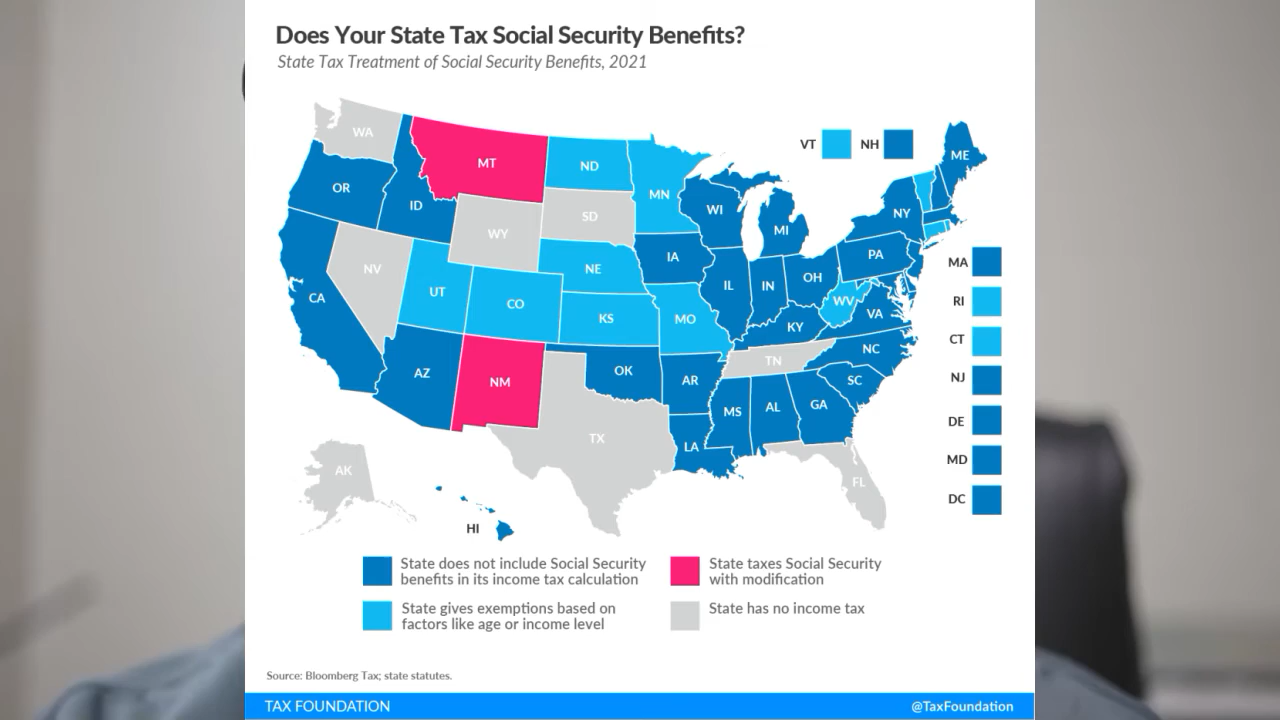 Does Your State Tax Social Security Benefits?
State Tax Treatment of Social Security Benefits, 2021
WA
MT
ND
MN
VT
NH
ME
OR
ID
SD
WI
NY
WY
MI
IA
PA
NV
NE
MA
UT
CO
IL
IN
OH
CA
WV
RI
KS
MO
VA
KY
CT
NC
AZ
NM
OK
TN
AR
SC
NJ
MS
AL
GA
DE
TX
LA
MD
AK
FL
DC
HI
State does not include Social Security
benefits in its income tax calculation
State taxes Social Security
with modification
State gives exemptions based on
factors like age or income level
State has no income tax
Source: Bloomberg Tax; state statutes.
TAX FOUNDATION
@TaxFoundation